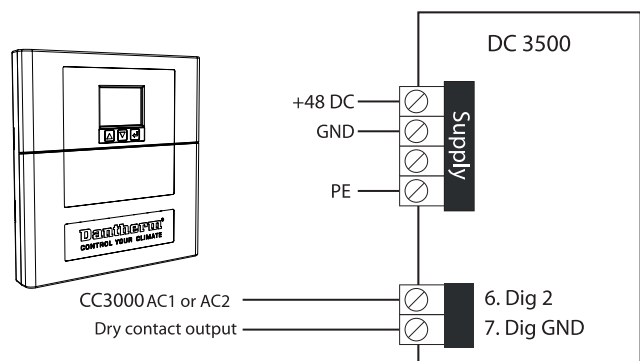 DC 3500
+48 DC
GND
PE
Supply
Dantherm®
CONTROL YOUR CLIMATE
CC3000 AC1 or AC2
Dry contact output
6. Dig 2
7. Dig GND